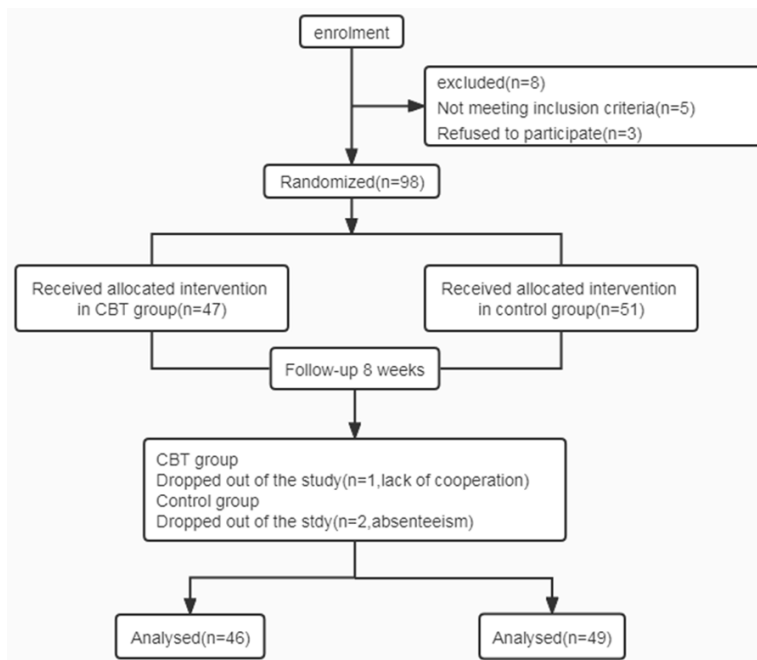 enrolment
excluded(n=8)
Not meeting inclusion criteria(n=5)
Refused to participate(n=3)
Randomized(n=98)
Received allocated intervention
in CBT group(n=47)
Received allocated intervention
in control group(n=51)
Follow-up 8 weeks
CBT group
Dropped out of the study(n=1,lack of cooperation)
Control group
Dropped out of the stdy(n=2,absenteeism)
Analysed(n=46)
Analysed(n=49)